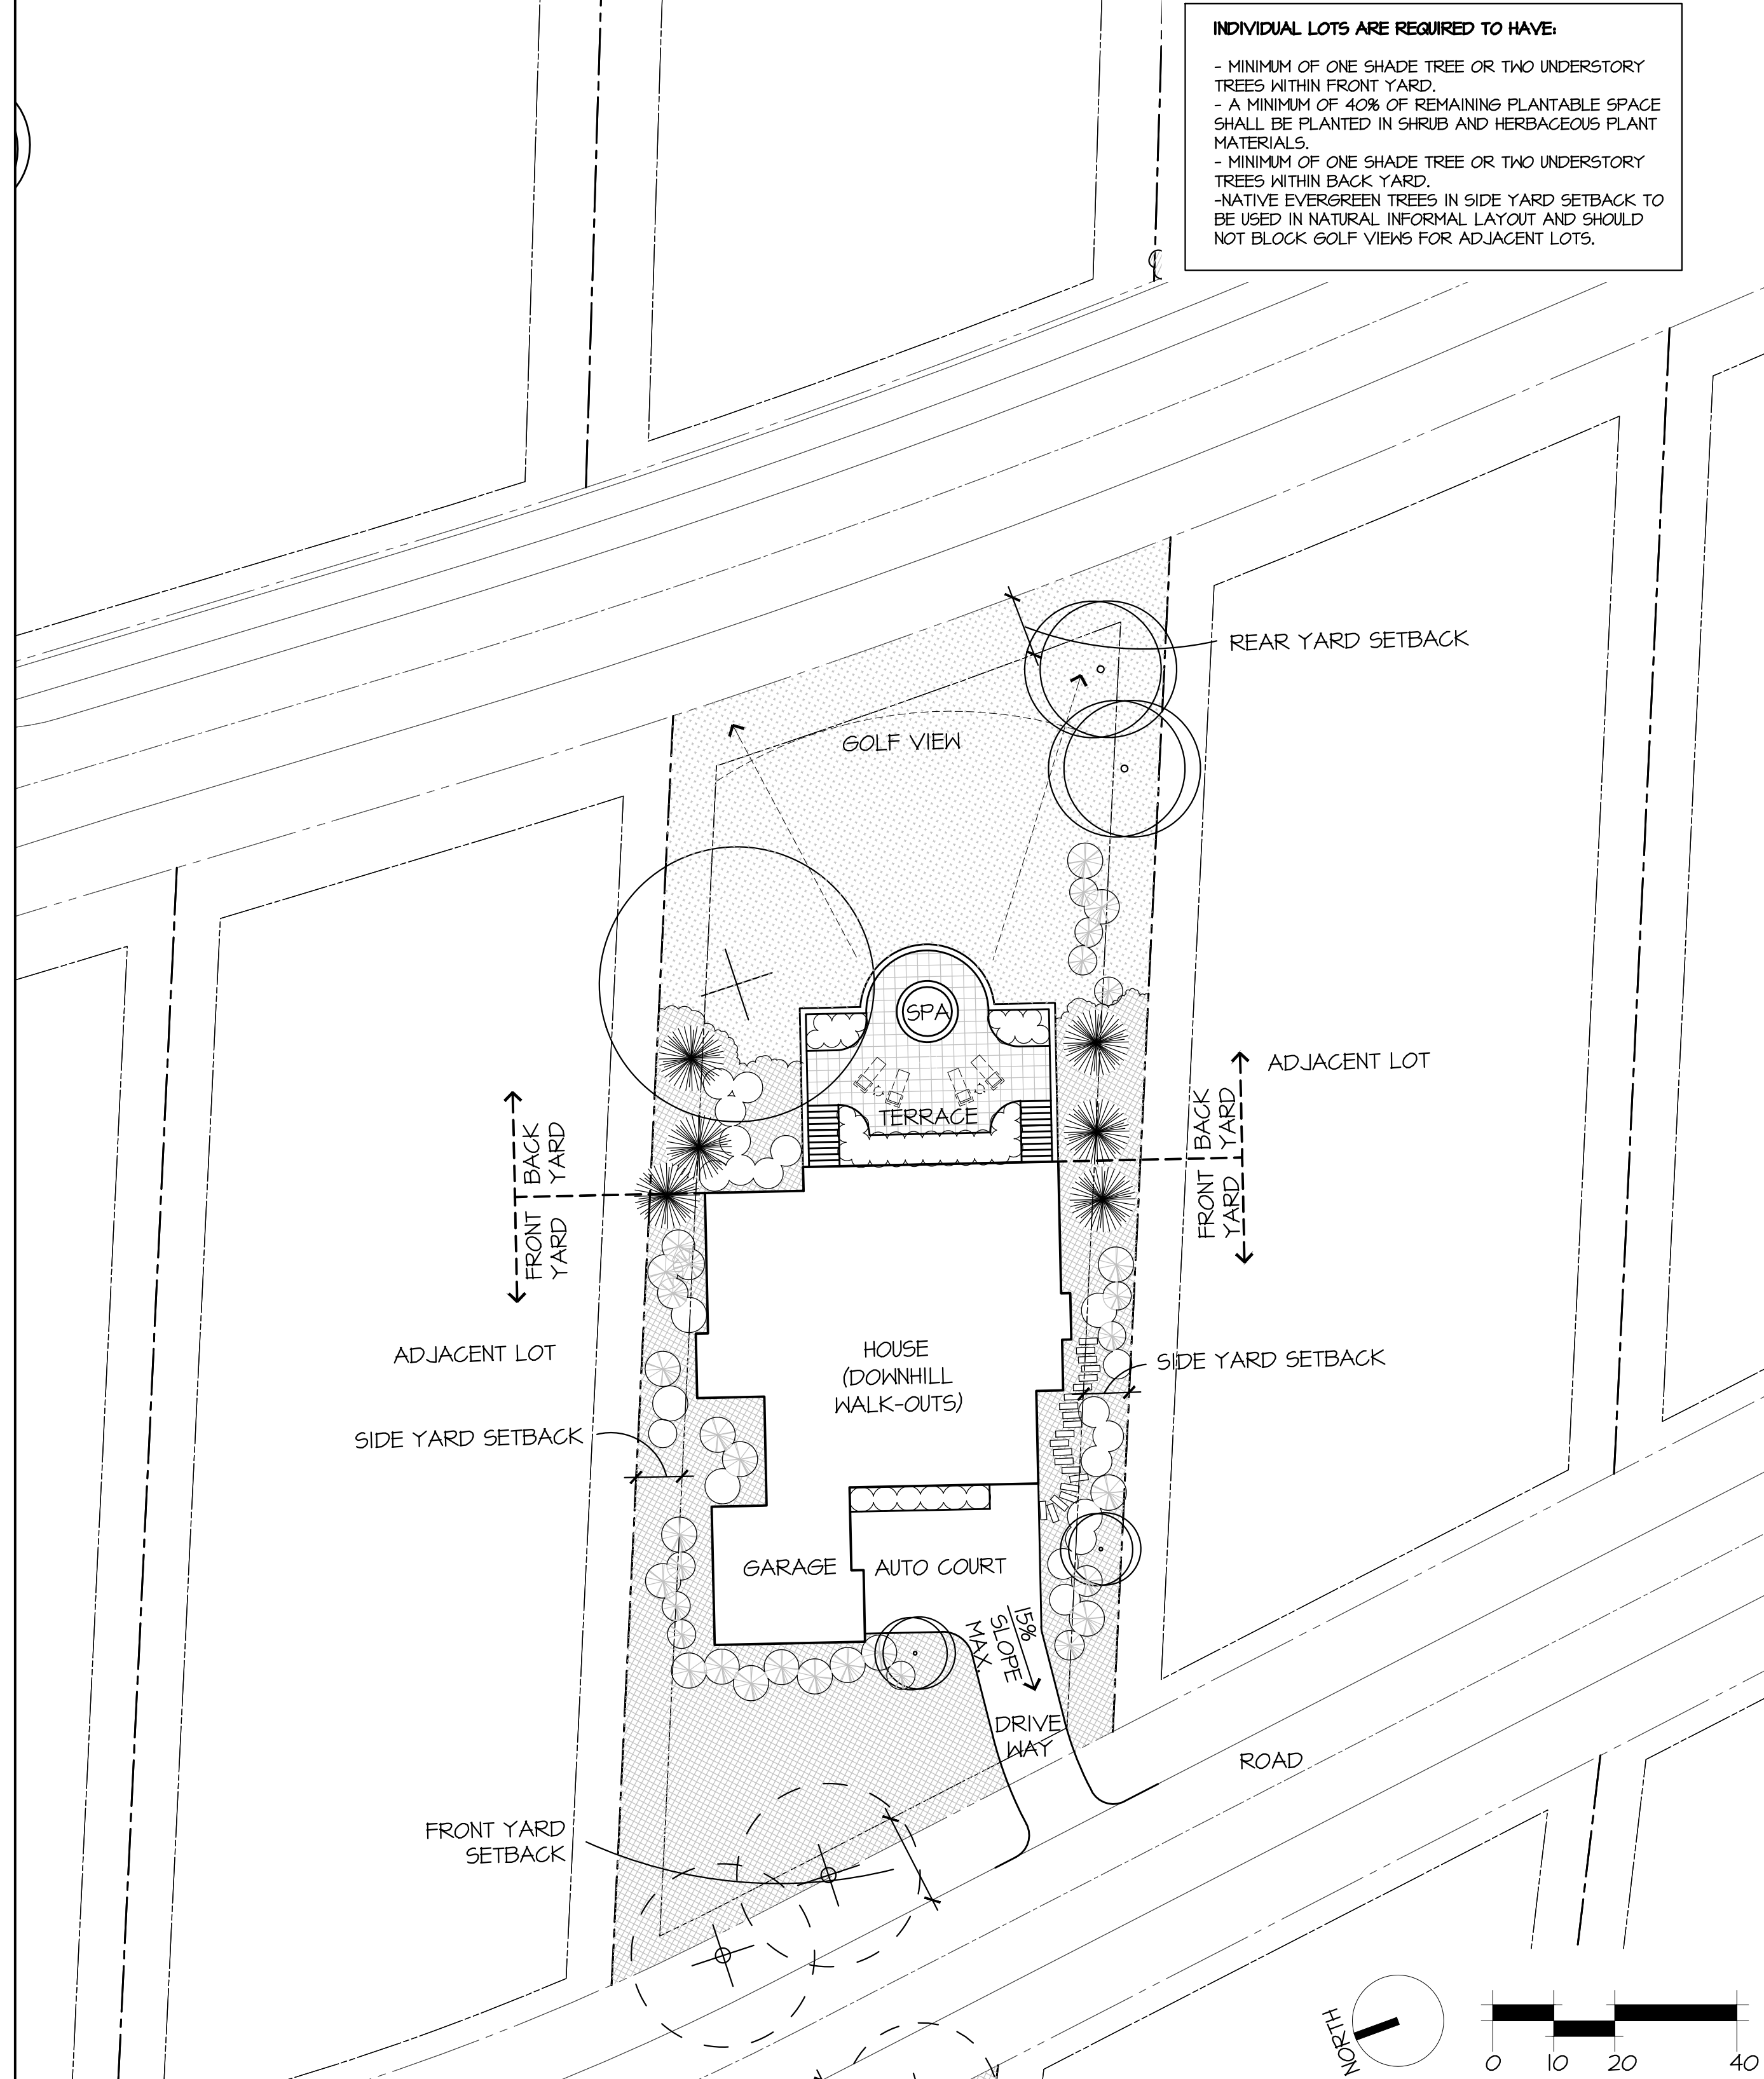 INDIVIDUAL LOTS ARE REQUIRED TO HAVE:
- MINIMUM OF ONE SHADE TREE OR TWO UNDERSTORY
TREES WITHIN FRONT YARD.
- A MINIMUM OF 40% OF REMAINING PLANTABLE SPACE
SHALL BE PLANTED IN SHRUB AND HERBACEOUS PLANT
MATERIALS.
- MINIMUM OF ONE SHADE TREE OR TWO UNDERSTORY
TREES WITHIN BACK YARD.
-NATIVE EVERGREEN TREES IN SIDE YARD SETBACK TO
BE USED IN NATURAL INFORMAL LAYOUT AND SHOULD
NOT BLOCK GOLF VIEWS FOR ADJACENT LOTS.
REAR YARD SETBACK
GOLF VIEW
SPA
TERRACE
ADJACENT LOT
BACK
YARD
FRONT
YARD
BACK
YARD
FRONT
YARD
ADJACENT LOT
HOUSE
(DOWNHILL
WALK-OUTS)
SIDE YARD SETBACK
SIDE YARD SETBACK
GARAGE
AUTO COURT
15%
SLOPE
MAX.
DRIVE
WAY
ROAD
FRONT YARD
SETBACK
NORTH
0 10 20 40